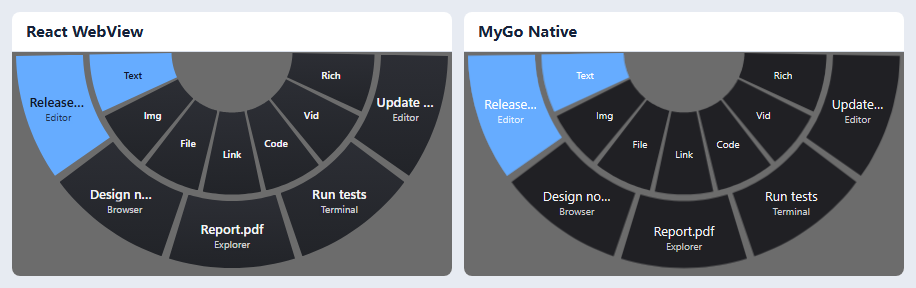 React WebView
Text
Rich
Release...
Editor
Img
Vid
Update ...
Editor
File
Link
Code
Design n...
Browser
Run tests
Terminal
Report.pdf
Explorer
MyGo Native
Text
Rich
Release...
Editor
Img
Vid
Update...
Editor
File
Link
Code
Design no...
Browser
Run tests
Terminal
Report.pdf
Explorer